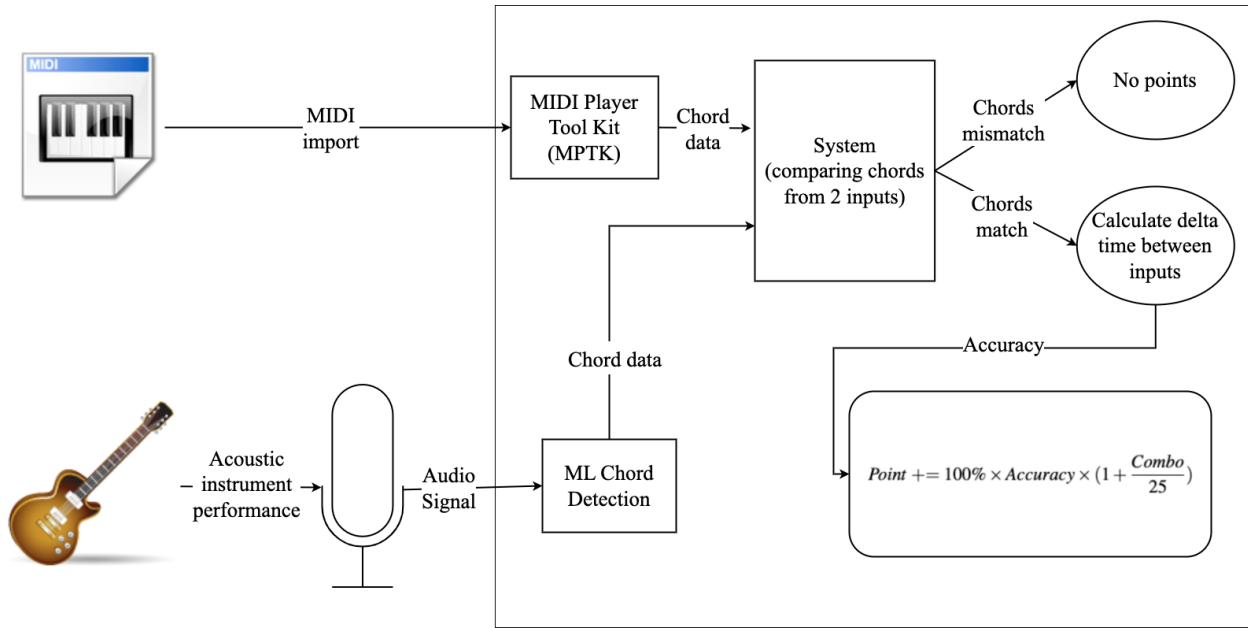 MIDI
MIDI
import
MIDI Player
Tool Kit
(MPTK)
Chord
data
System
(comparing chords
from 2 inputs)
Chords
mismatch
No points
Chords
match
Calculate delta
time between
inputs
Accuracy
Point += 100% × Accuracy × (1 + Combo/25)
Chord data
Acoustic
instrument
performance
Audio
Signal
ML Chord
Detection